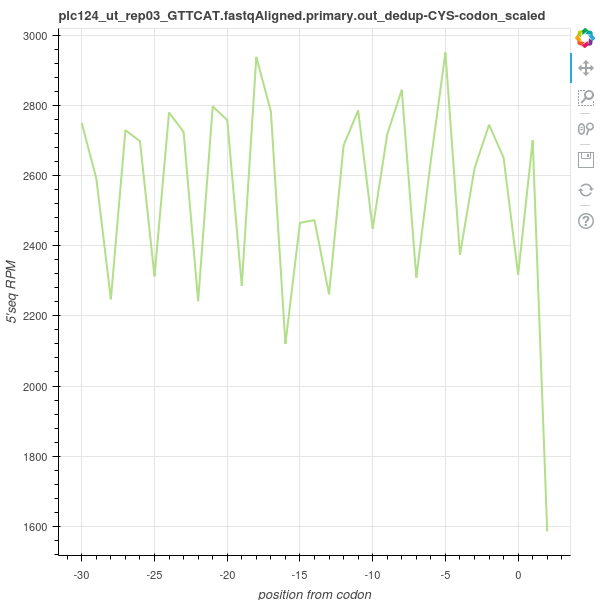 plc124_ut_rep03_GTTCAT.fastqAligned.primary.out_dedup-CYS-codon_scaled
3000
2800
2600
2400
2200
2000
1800
1600
5'seq RPM
-30 -25 -20 -15 -10 -5 0
position from codon